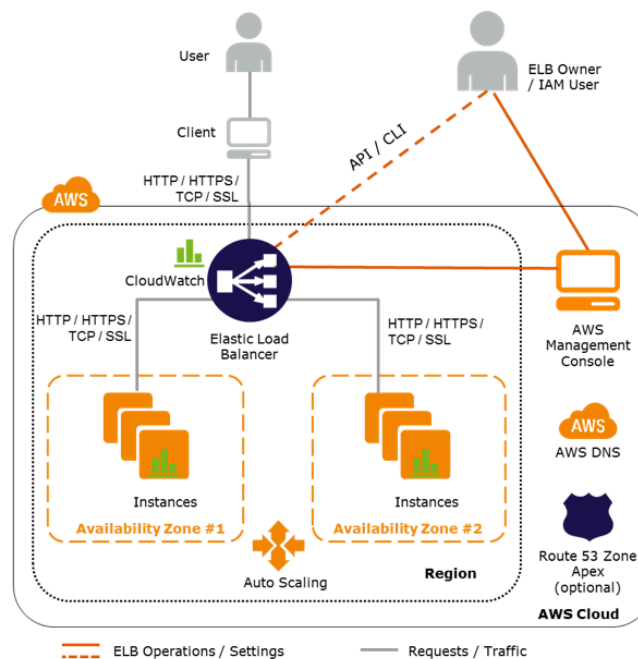 User
ELB Owner
/ IAM User
Client
API / CLI
HTTP / HTTPS /
TCP / SSL
AWS
CloudWatch
Elastic Load
Balancer
HTTP / HTTPS /
TCP / SSL
HTTP / HTTPS /
TCP / SSL
AWS
Management
Console
AWS
AWS DNS
Instances
Availability Zone #1
Instances
Availability Zone #2
Auto Scaling
Region
Route 53 Zone
Apex
(optional)
AWS Cloud
ELB Operations / Settings
Requests / Traffic